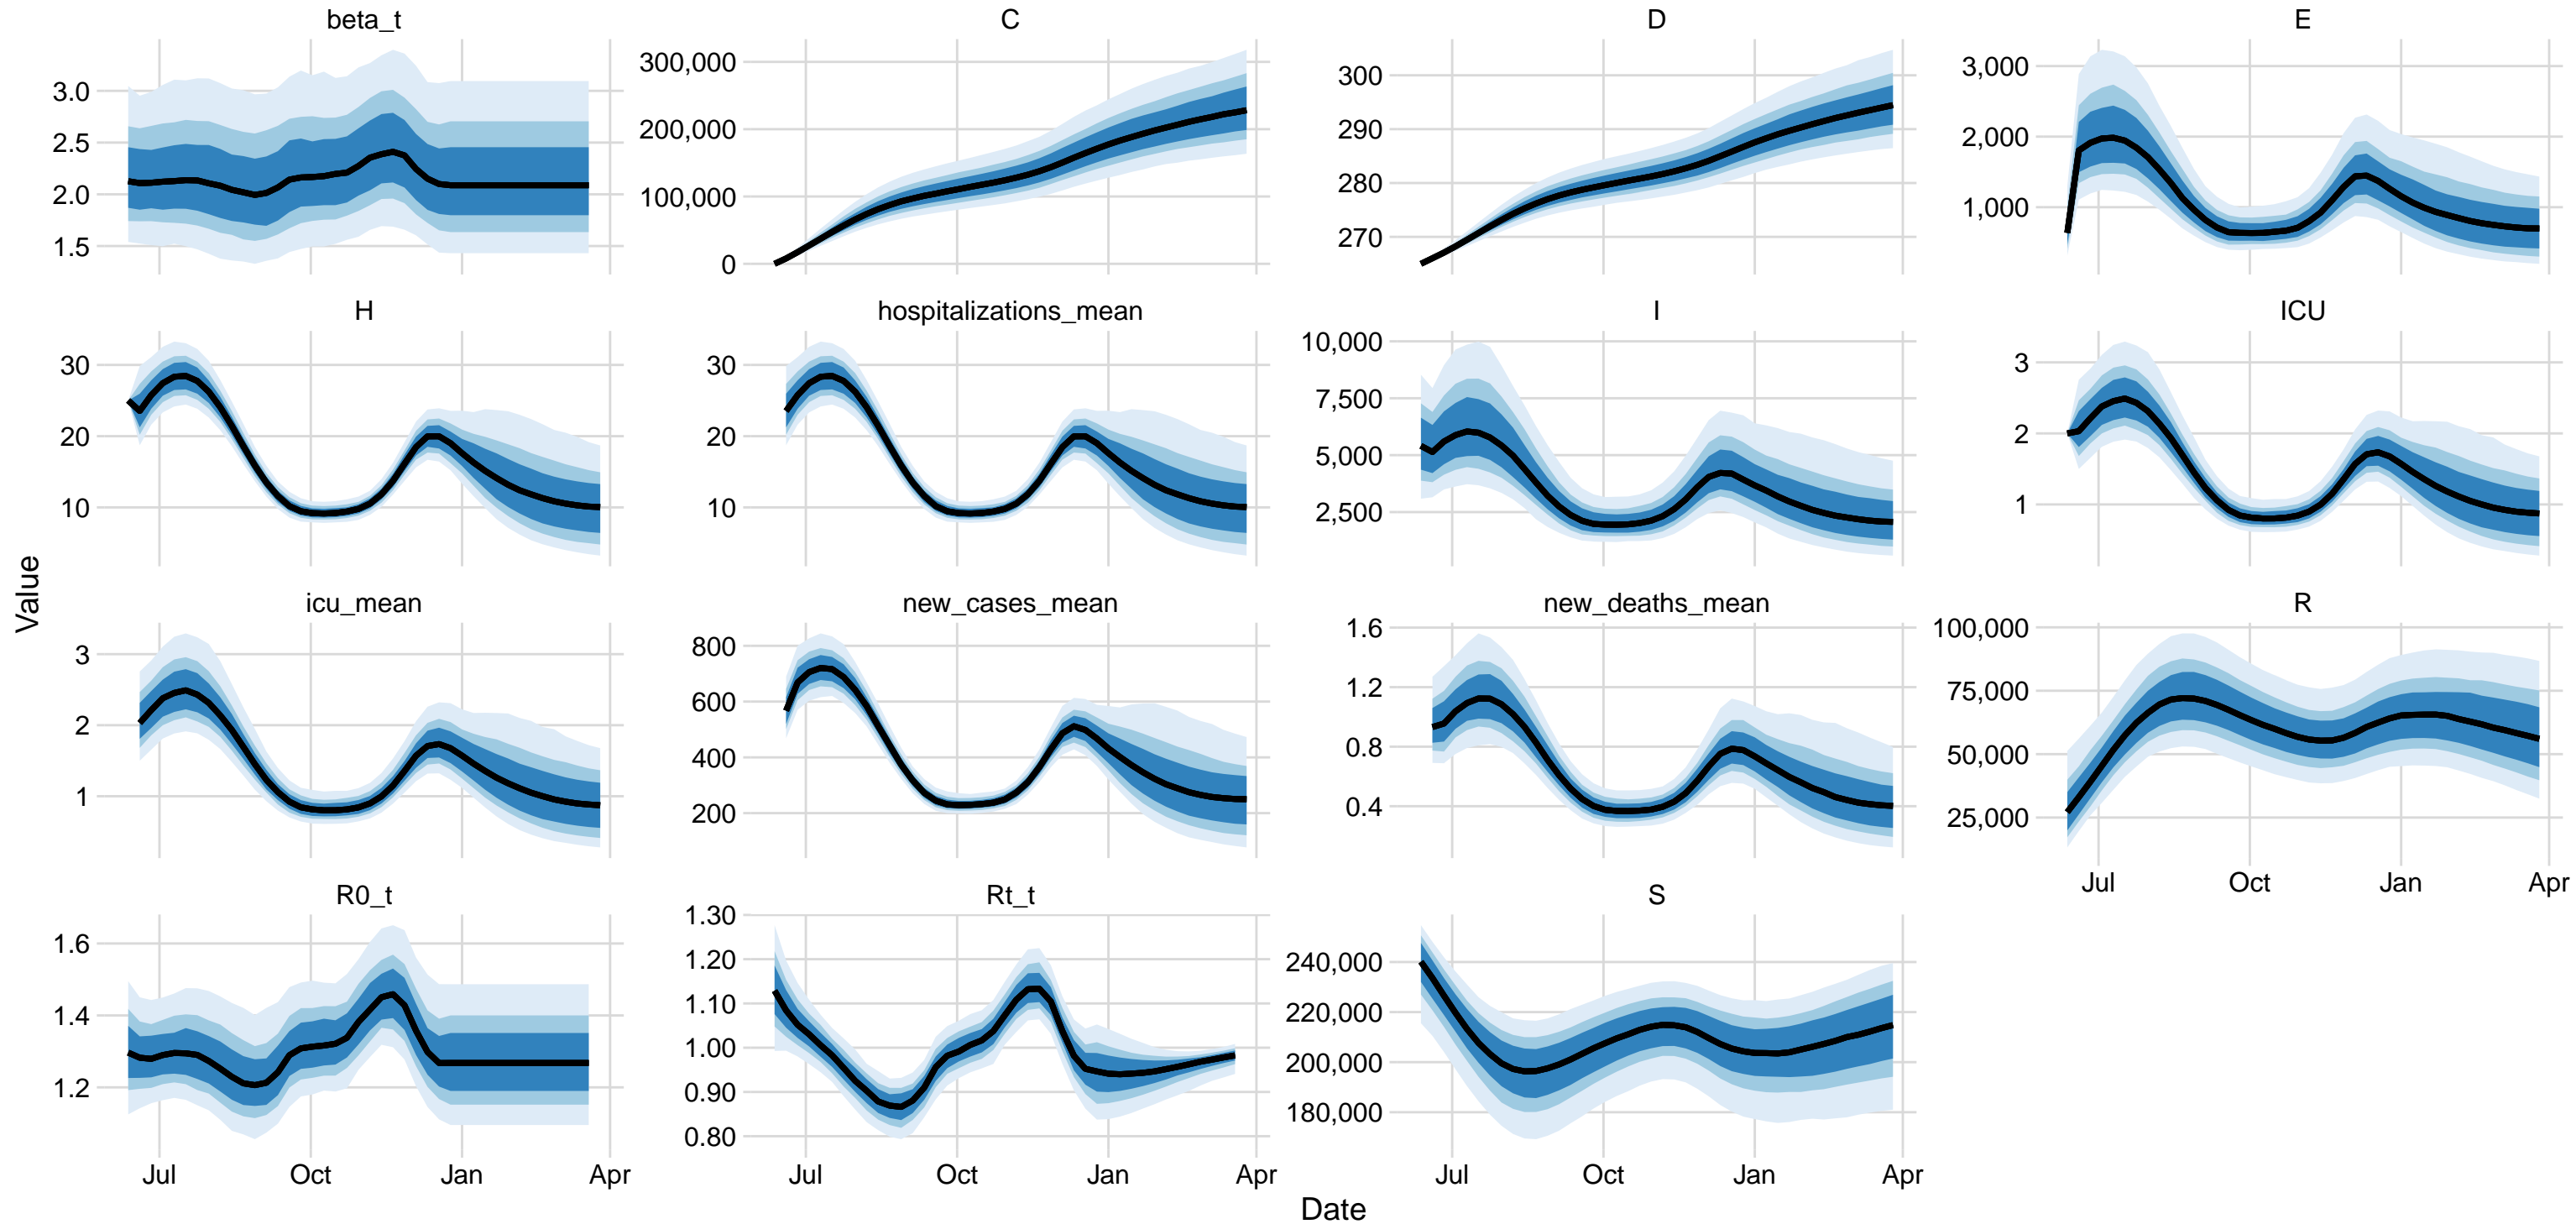 beta_t
C
D
E
3.0
2.5
2.0
1.5
300,000
200,000
100,000
0
300
290
280
270
3,000
2,000
1,000
H
hospitalizations_mean
I
ICU
30
20
10
30
20
10
10,000
7,500
5,000
2,500
3
2
1
Value
icu_mean
new_cases_mean
new_deaths_mean
R
3
2
1
800
600
400
200
1.6
1.2
0.8
0.4
100,000
75,000
50,000
25,000
Jul Oct Jan Apr
R0_t
Rt_t
S
1.6
1.4
1.2
1.30
1.20
1.10
1.00
0.90
0.80
240,000
220,000
200,000
180,000
Jul Oct Jan Apr
Jul Oct Jan Apr
Jul Oct Jan Apr
Date